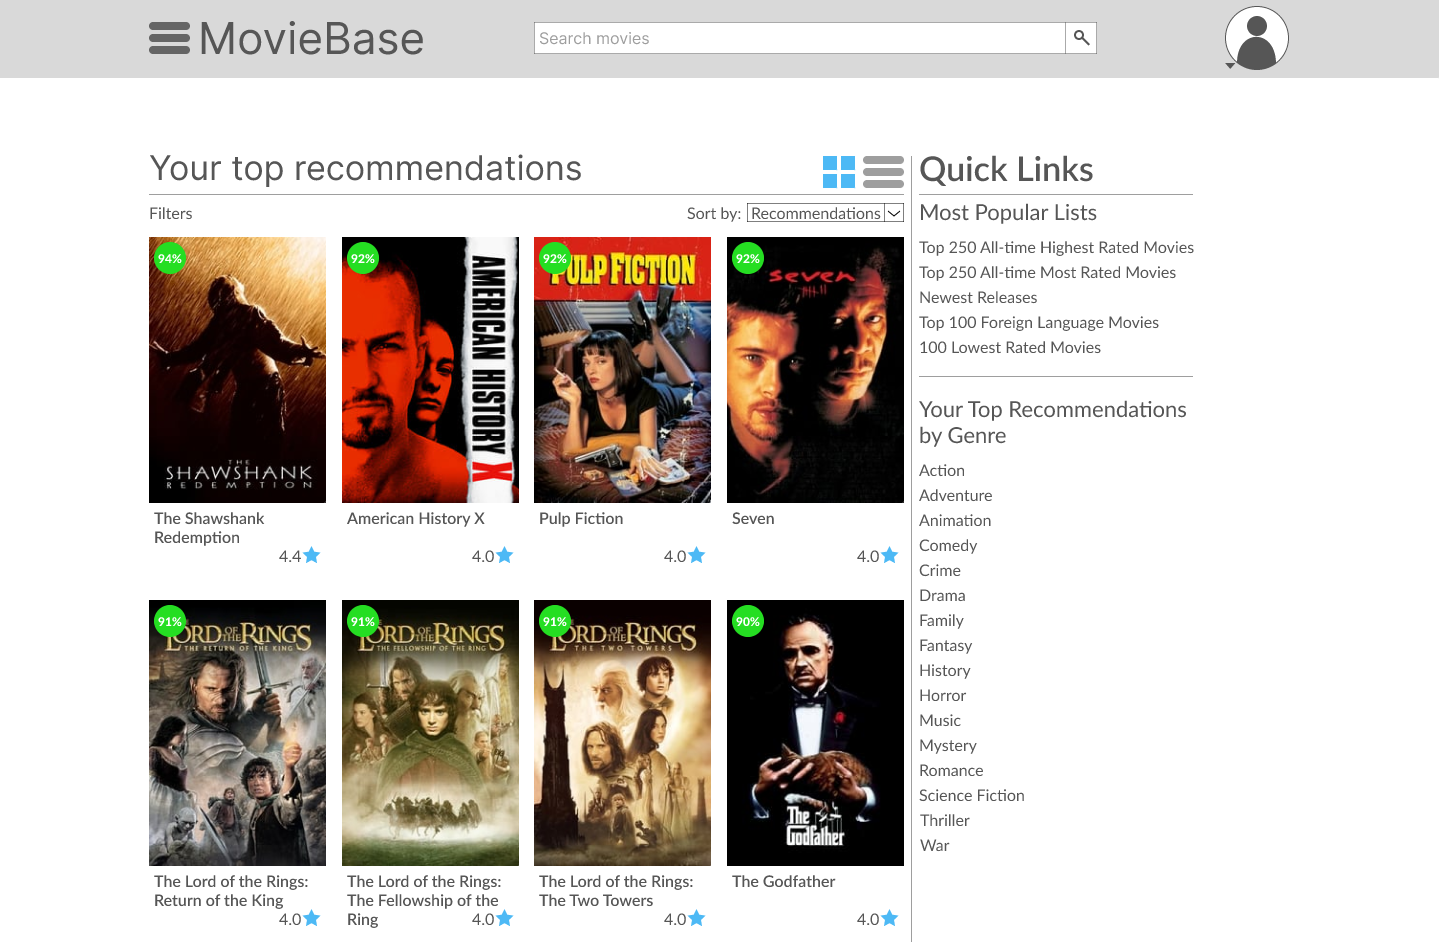 MovieBase
Search movies
Your top recommendations
Filters
Sort by: Recommendations
94%
THE
SHAWSHANK
REDEMPTION
The Shawshank
Redemption
4.4
92%
AMERICAN HISTORY X
American History X
4.0
92%
PULP FICTION
Pulp Fiction
4.0
92%
seven
Seven
4.0
91%
LORD OF THE RINGS
THE RETURN OF THE KING
The Lord of the Rings:
Return of the King
4.0
91%
LORD OF THE RINGS
THE FELLOWSHIP OF THE RING
The Lord of the Rings:
The Fellowship of the
Ring
4.0
91%
LORD OF THE RINGS
THE TWO TOWERS
The Lord of the Rings:
The Two Towers
4.0
90%
The
Godfather
The Godfather
4.0
Quick Links
Most Popular Lists
Top 250 All-time Highest Rated Movies
Top 250 All-time Most Rated Movies
Newest Releases
Top 100 Foreign Language Movies
100 Lowest Rated Movies
Your Top Recommendations
by Genre
Action
Adventure
Animation
Comedy
Crime
Drama
Family
Fantasy
History
Horror
Music
Mystery
Romance
Science Fiction
Thriller
War